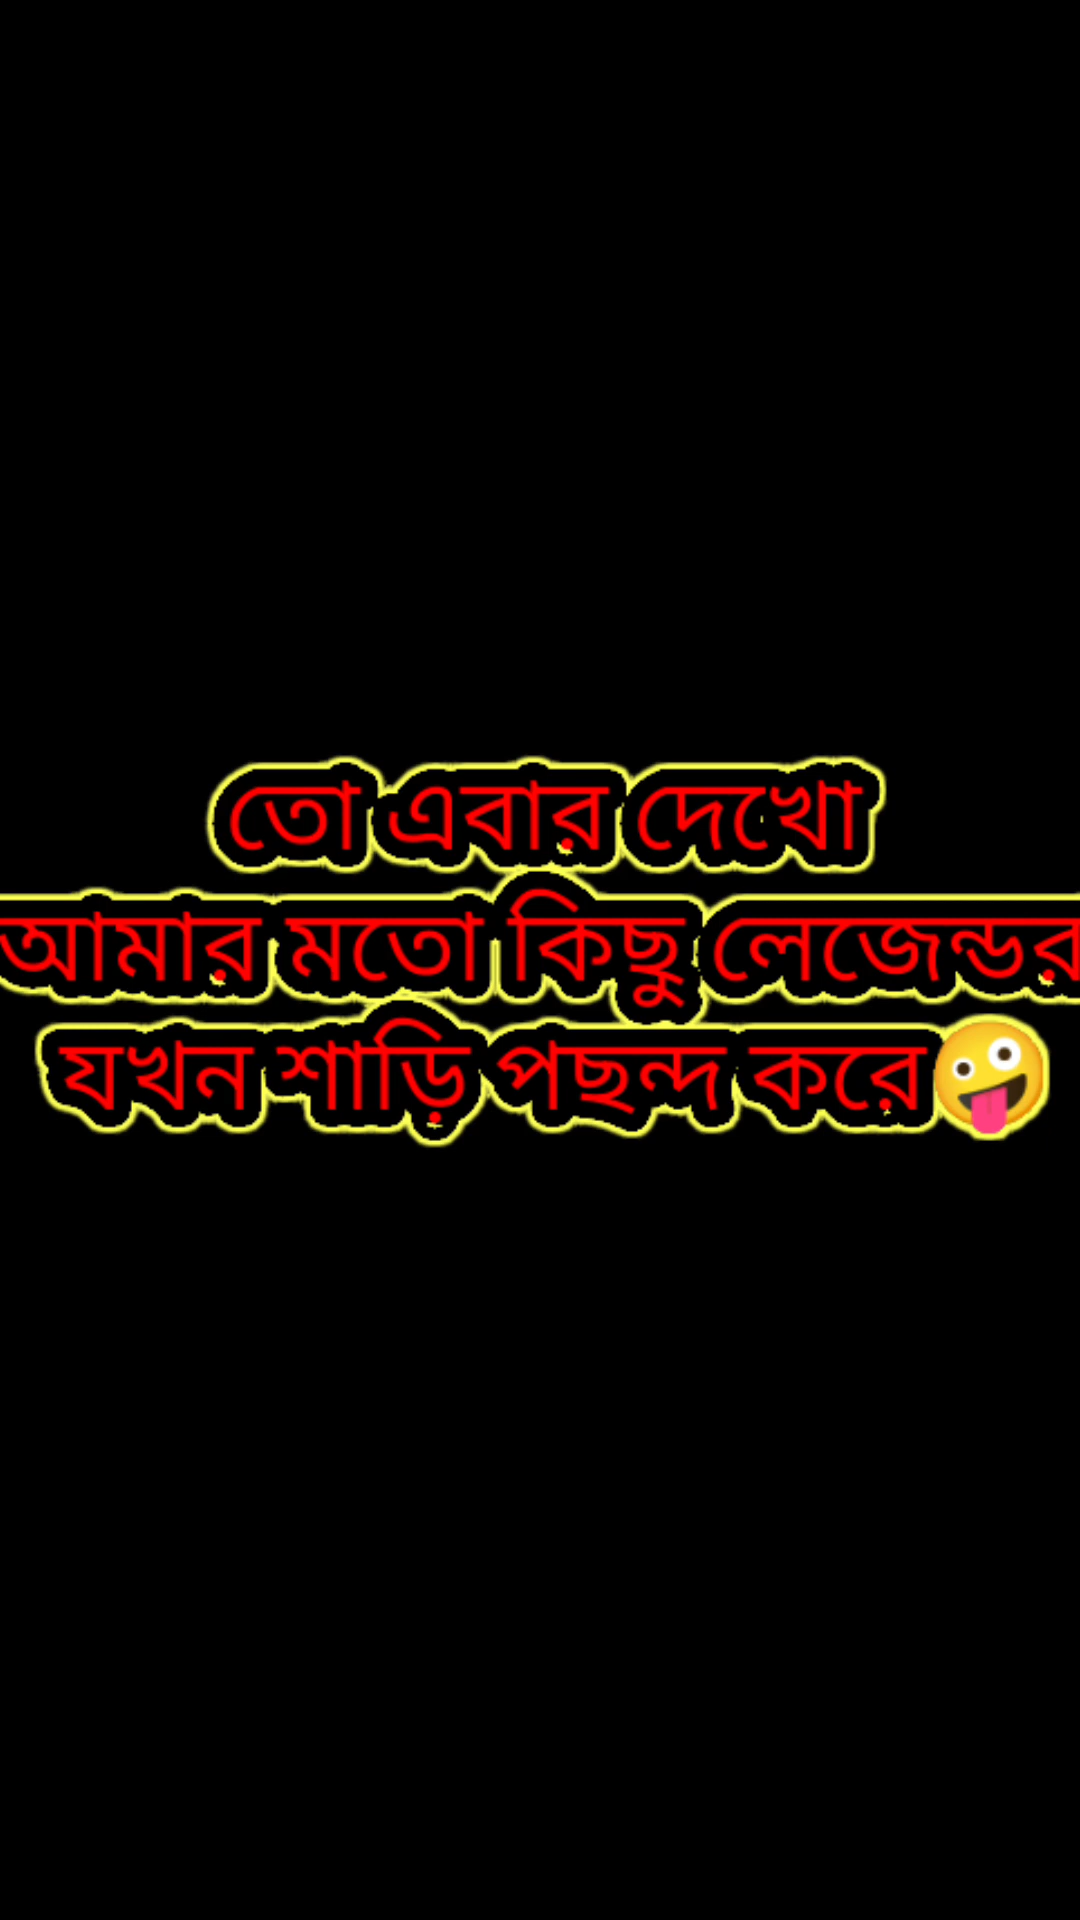 তো এবার দেখো
আমার মতো কিছু লেজেন্ডর
যখন শাড়ি পছন্দ করে🤪